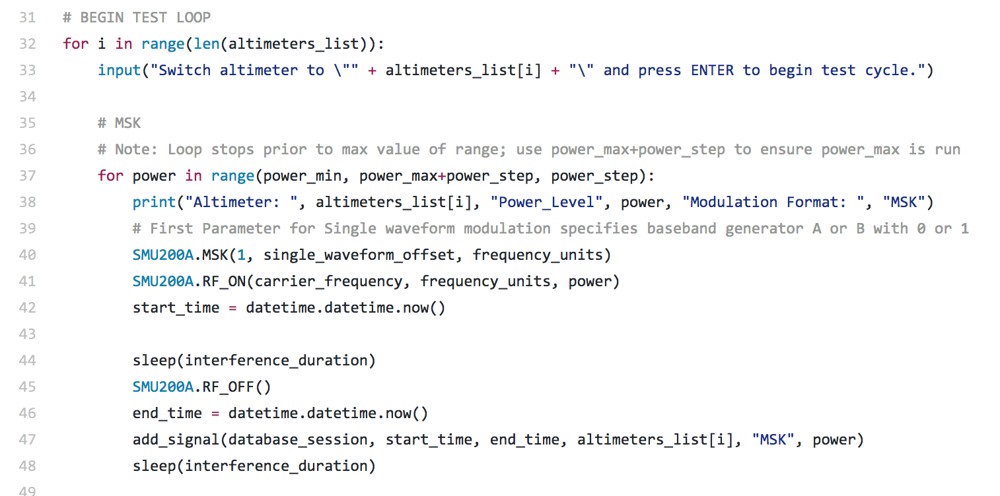 31 # BEGIN TEST LOOP
32 for i in range(len(altimeters_list)):
33     input("Switch altimeter to \"" + altimeters_list[i] + "\" and press ENTER to begin test cycle.")
34
35     # MSK
36     # Note: Loop stops prior to max value of range; use power_max+power_step to ensure power_max is run
37     for power in range(power_min, power_max+power_step, power_step):
38         print("Altimeter: ", altimeters_list[i], "Power_Level", power, "Modulation Format: ", "MSK")
39         # First Parameter for Single waveform modulation specifies baseband generator A or B with 0 or 1
40         SMU200A.MSK(1, single_waveform_offset, frequency_units)
41         SMU200A.RF_ON(carrier_frequency, frequency_units, power)
42         start_time = datetime.datetime.now()
43
44         sleep(interference_duration)
45         SMU200A.RF_OFF()
46         end_time = datetime.datetime.now()
47         add_signal(database_session, start_time, end_time, altimeters_list[i], "MSK", power)
48         sleep(interference_duration)
49